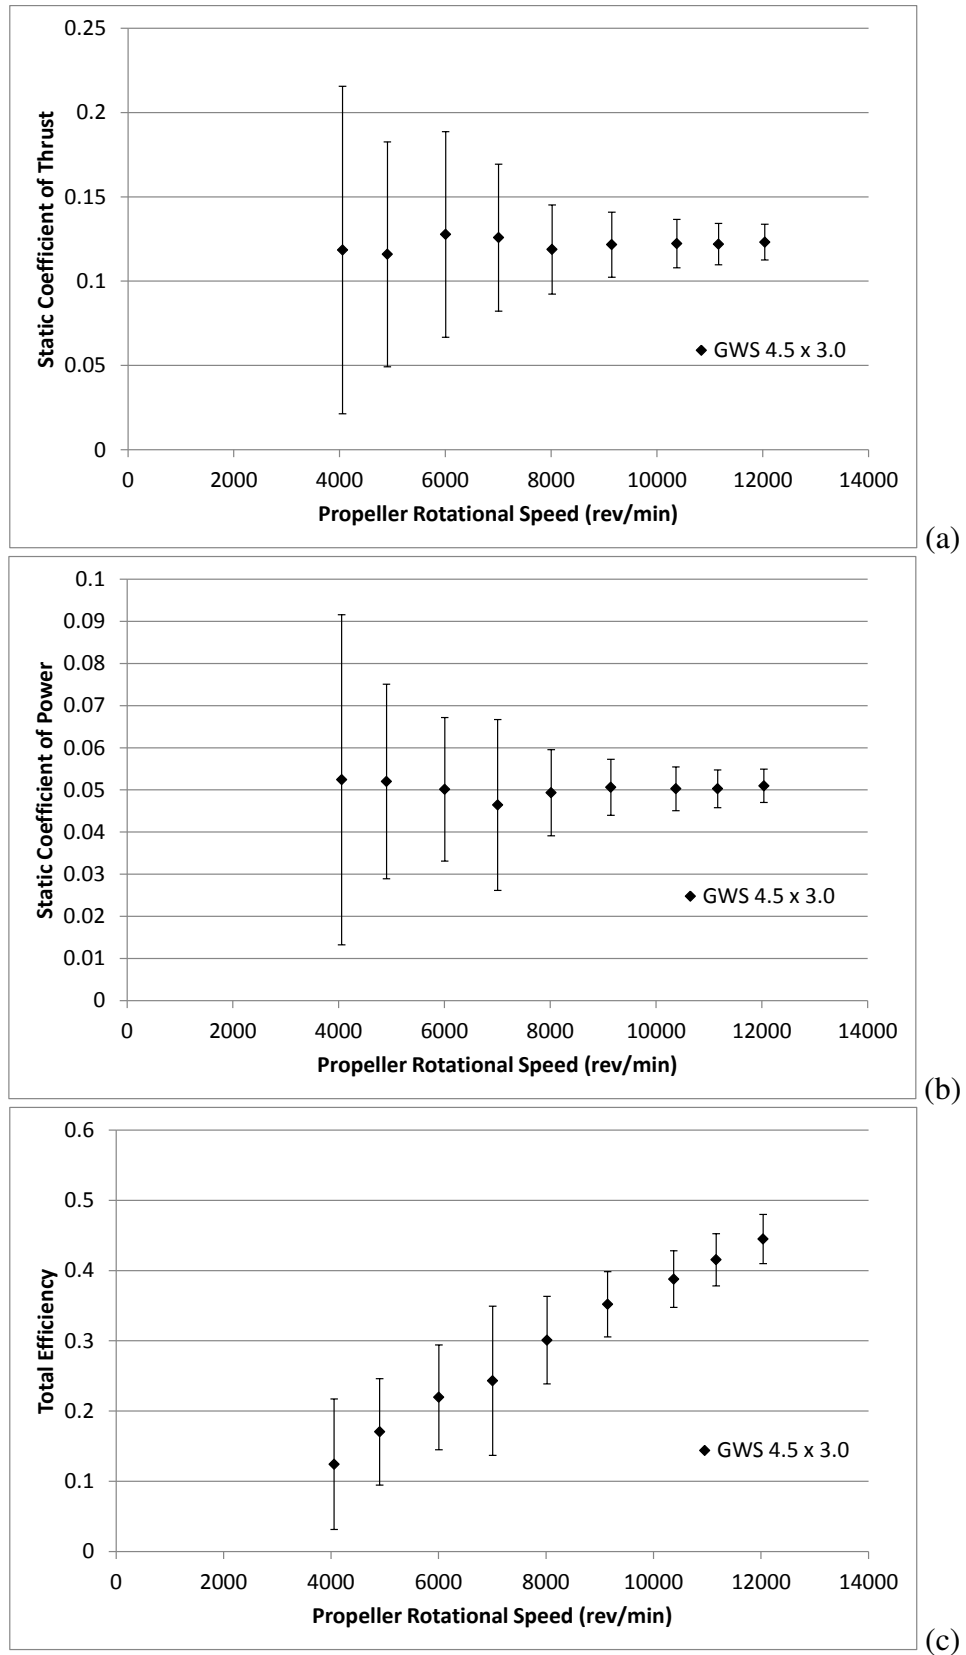 0.25
0.2
0.15
0.1
0.05
0
Static Coefficient of Thrust
GWS 4.5 x 3.0
0 2000 4000 6000 8000 10000 12000 14000
Propeller Rotational Speed (rev/min)
(a)
0.1
0.09
0.08
0.07
0.06
0.05
0.04
0.03
0.02
0.01
0
Static Coefficient of Power
GWS 4.5 x 3.0
0 2000 4000 6000 8000 10000 12000 14000
Propeller Rotational Speed (rev/min)
(b)
0.6
0.5
0.4
0.3
0.2
0.1
0
Total Efficiency
GWS 4.5 x 3.0
0 2000 4000 6000 8000 10000 12000 14000
Propeller Rotational Speed (rev/min)
(c)